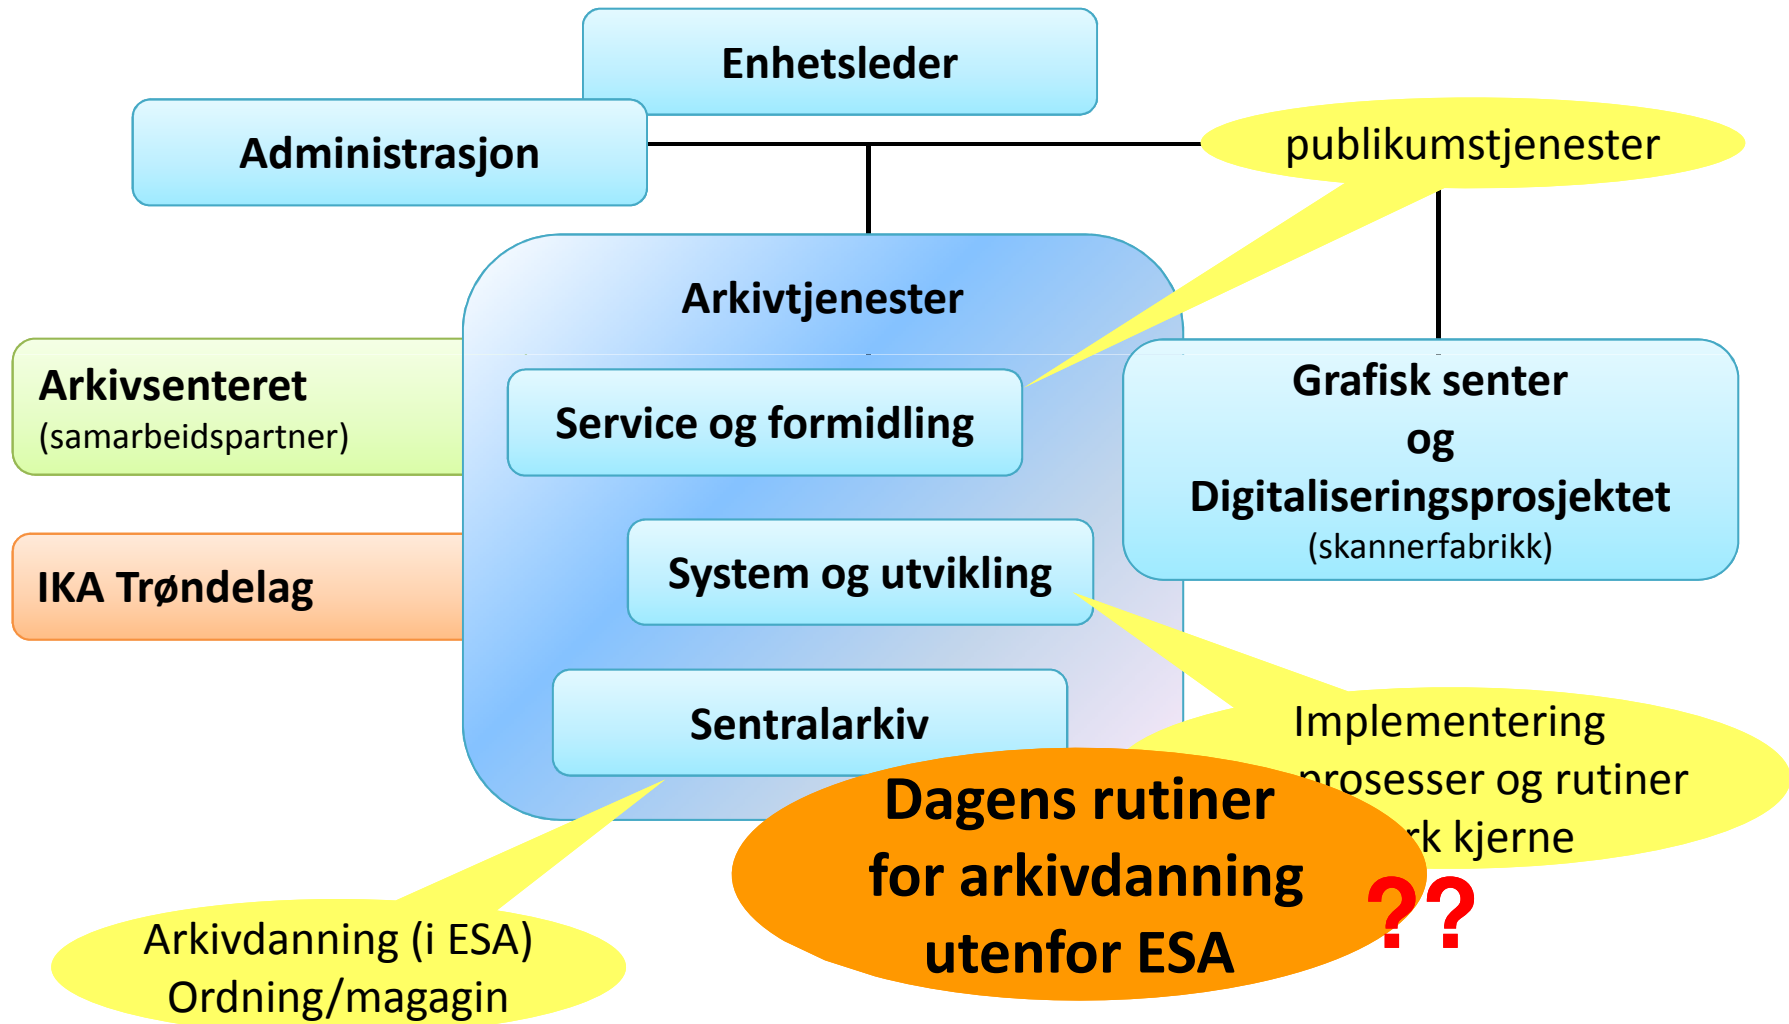 Enhetsleder
Administrasjon
publikumstjenester
Arkivtjenester
Arkivsenteret
(samarbeidspartner)
Service og formidling
Grafisk senter
og
Digitaliseringsprosjektet
(skannerfabrikk)
IKA Trøndelag
System og utvikling
Sentralarkiv
Implementering
prosesser og rutiner
kjerne
Dagens rutiner
for arkivdanning
utenfor ESA
??
Arkivdanning (i ESA)
Ordning/magagin